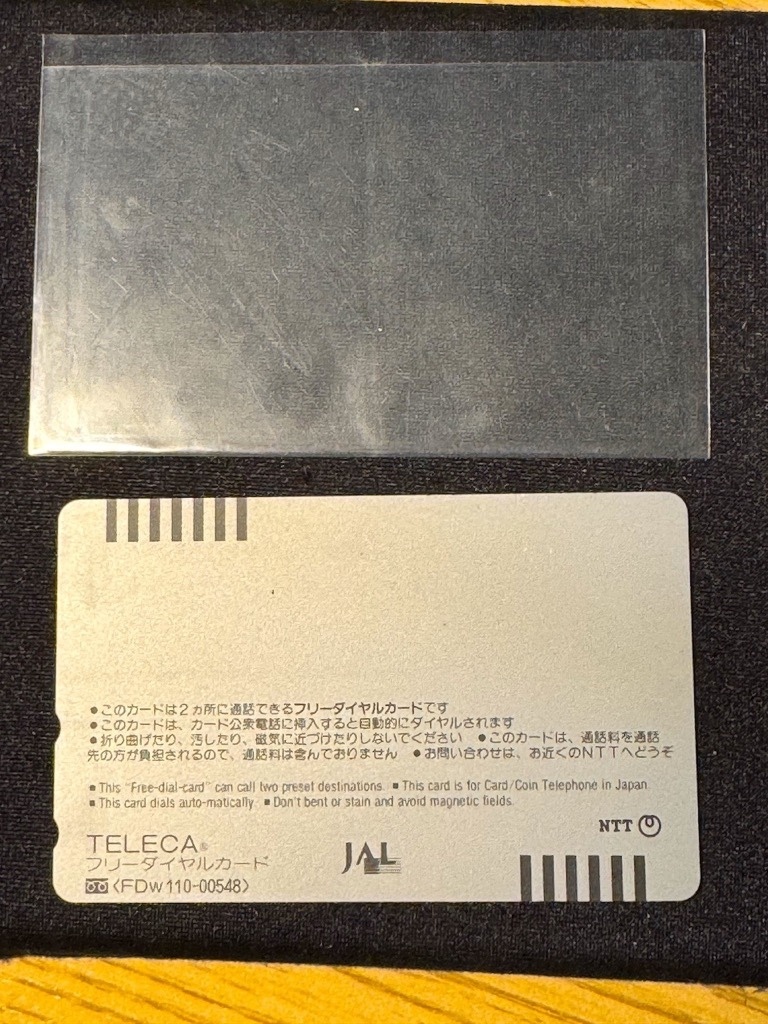 ●このカードは2ヵ所に通話できるフリーダイヤルカードです
●このカードは、カード公衆電話に挿入すると自動的にダイヤルされます
●折り曲げたり、汚したり、磁気に近づけたりしないでください ●このカードは、通話料を通話
先の方が負担されるので、通話料は含んでおりません ●お問い合わせは、お近くのNTTへどうぞ
■This “Free-dial-card” can call two preset destinations. ■This card is for Card/Coin Telephone in Japan.
■This card dials auto-matically. ■Don't bent or stain and avoid magnetic fields.
NTT
TELECA®
フリーダイヤルカード
〈FDW110-00548〉
JAL